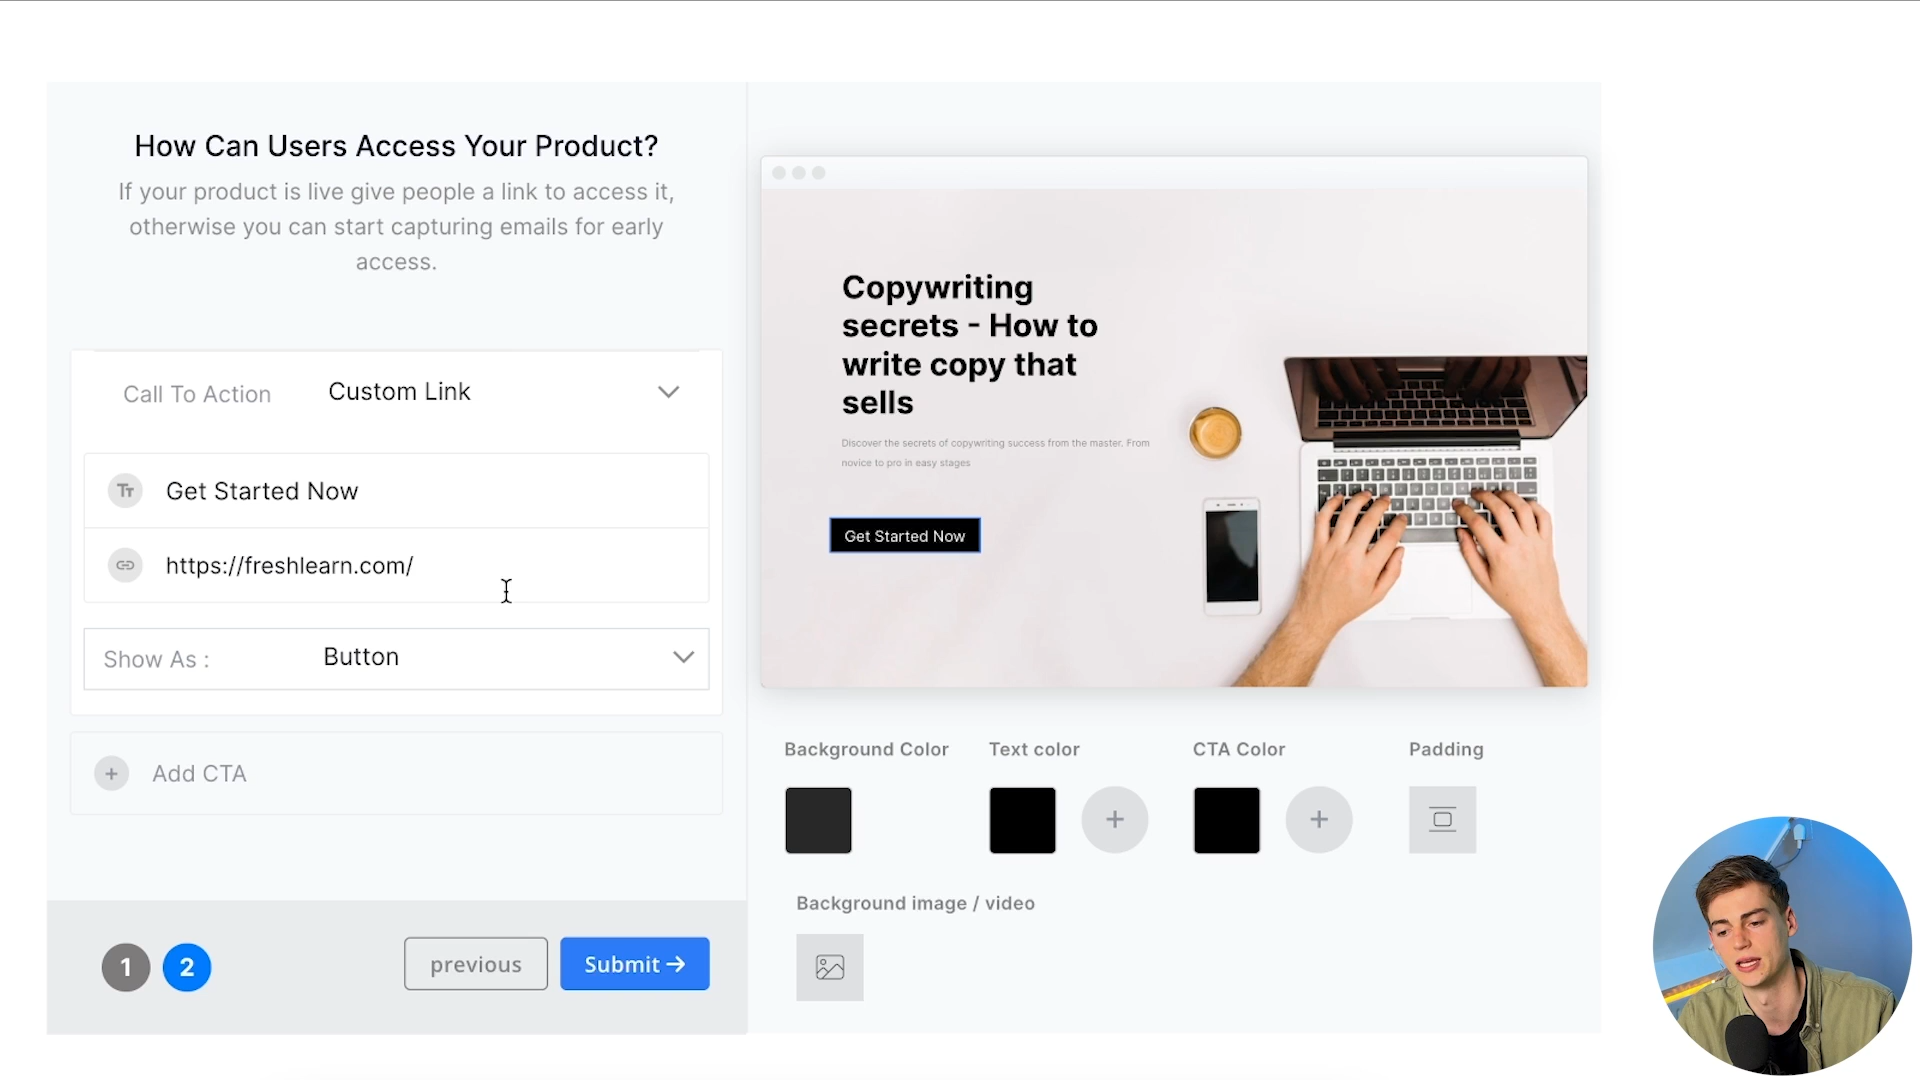 How Can Users Access Your Product?
If your product is live give people a link to access it,
otherwise you can start capturing emails for early
access.
Call To Action
Custom Link
Get Started Now
https://freshlearn.com/
Show As :
Button
Add CTA
1
2
previous
Submit →
Copywriting
secrets - How to
write copy that
sells
Discover the secrets of copywriting success from the master. From
novice to pro in easy stages
Get Started Now
Background Color
Text color
CTA Color
Padding
Background image / video